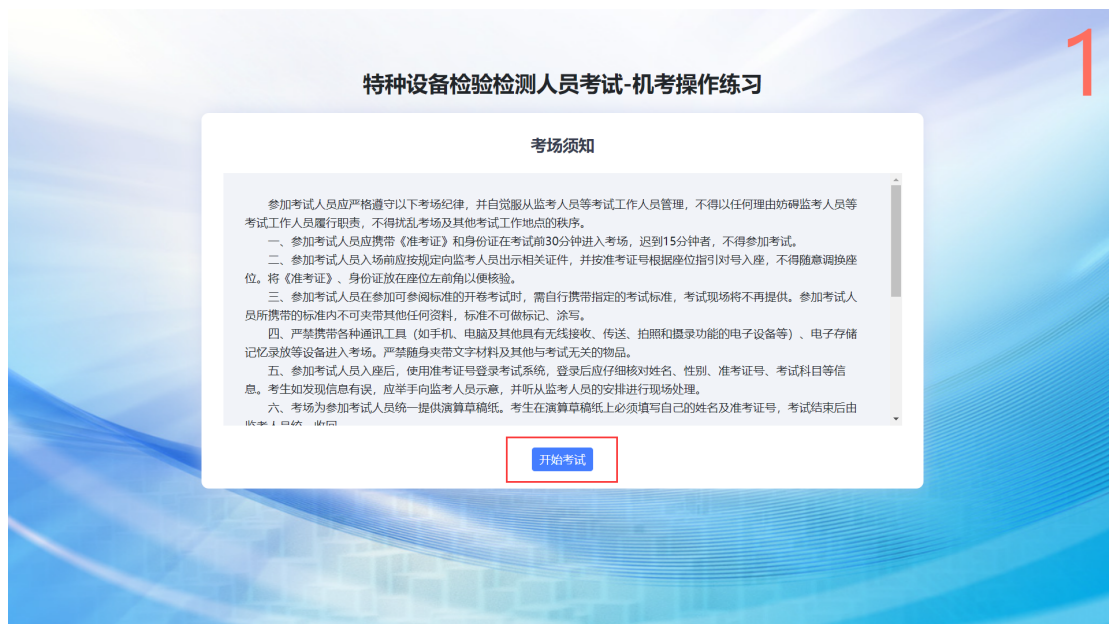 1
特种设备检验检测人员考试-机考操作练习
考场须知
参加考试人员应严格遵守以下考场纪律，并自觉服从监考人员等考试工作人员管理，不得以任何理由妨碍监考人员等
考试工作人员履行职责，不得扰乱考场及其他考试工作地点的秩序。
一、参加考试人员应携带《准考证》和身份证在考试前30分钟进入考场，迟到15分钟者，不得参加考试。
二、参加考试人员入场前应按规定向监考人员出示相关证件，并按准考证号根据座位指引对号入座，不得随意调换座
位。将《准考证》、身份证放在座位左前角以便核验。
三、参加考试人员在参加可参阅标准的开卷考试时，需自行携带指定的考试标准，考试现场将不再提供。参加考试人
员所携带的标准内不可夹带其他任何资料，标准不可做标记、涂写。
四、严禁携带各种通讯工具（如手机、电脑及其他具有无线接收、传送、拍照和摄录功能的电子设备等）、电子存储
记忆录放等设备进入考场。严禁随身夹带文字材料及其他与考试无关的物品。
五、参加考试人员入座后，使用准考证号登录考试系统，登录后应仔细核对姓名、性别、准考证号、考试科目等信
息。考生如发现信息有误，应举手向监考人员示意，并听从监考人员的安排进行现场处理。
六、考场为参加考试人员统一提供演算草稿纸。考生在演算草稿纸上必须填写自己的姓名及准考证号，考试结束后由
监考人员统一收回
开始考试